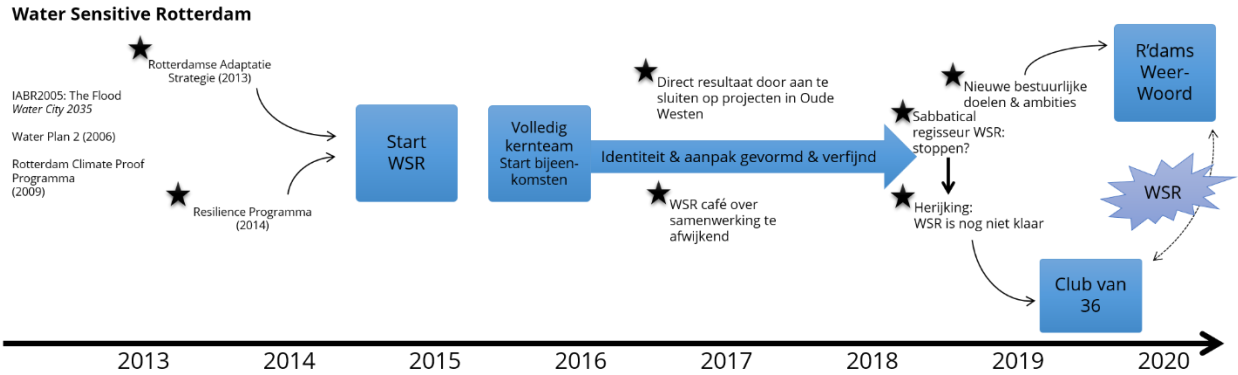 Water Sensitive Rotterdam
Rotterdamse Adaptatie
Strategie (2013)
IABR2005: The Flood
Water City 2035
Water Plan 2 (2006)
Rotterdam Climate Proof
Programma
(2009)
Resilience Programma
(2014)
Start
WSR
Volledig
kernteam
Start bijeen-
komsten
Direct resultaat door aan te
sluiten op projecten in Oude
Westen
Identiteit & aanpak gevormd & verfijnd
WSR café over
samenwerking te
afwijkend
Nieuwe bestuurlijke
doelen & ambities
Sabbatical
regisseur WSR:
stoppen?
Herijking:
WSR is nog niet klaar
R'dams
Weer-
Woord
WSR
Club van
36
2013
2014
2015
2016
2017
2018
2019
2020